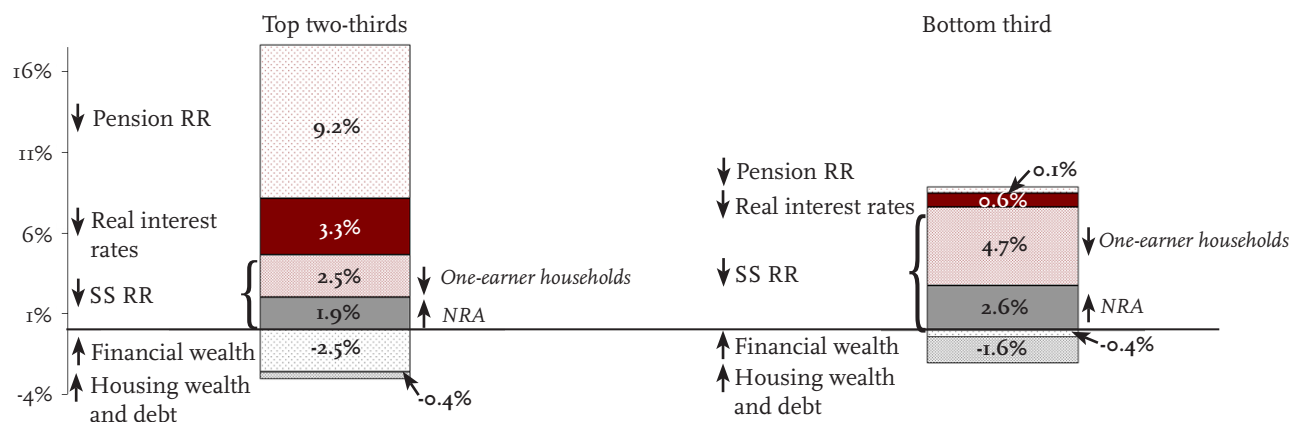 Top two-thirds
16%
11%
6%
1%
-4%
Pension RR
Real interest
rates
SS RR
Financial wealth
Housing wealth
and debt
9.2%
3.3%
2.5%
1.9%
-2.5%
-0.4%
One-earner households
NRA
Bottom third
Pension RR
Real interest rates
SS RR
Financial wealth
Housing wealth
and debt
0.1%
0.6%
4.7%
2.6%
-0.4%
-1.6%
One-earner households
NRA